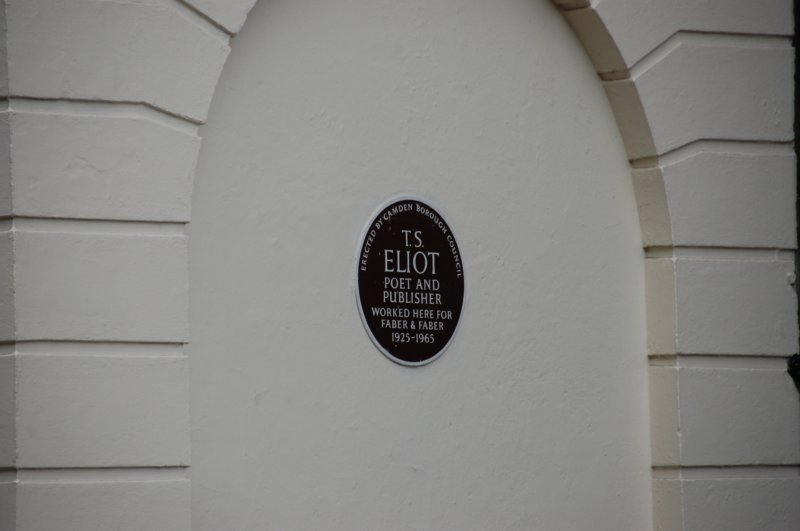 ERECTED BY CAMDEN BOROUGH COUNCIL
T.S.
ELIOT
POET AND
PUBLISHER
WORKED HERE FOR
FABER & FABER
1925-1965